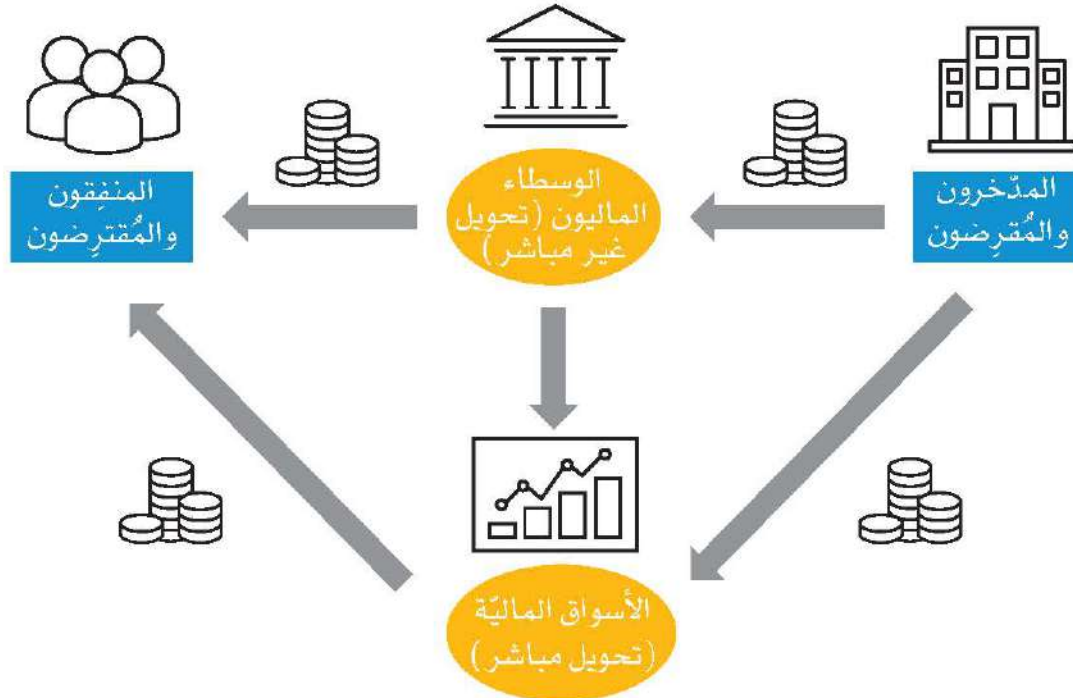 المدّخرون
والمُقرِضون
الوسطاء
الماليون (تحويل
غير مباشر)
المنفِقون
والمُقترِضون
الأسواق الماليّة
(تحويل مباشر)